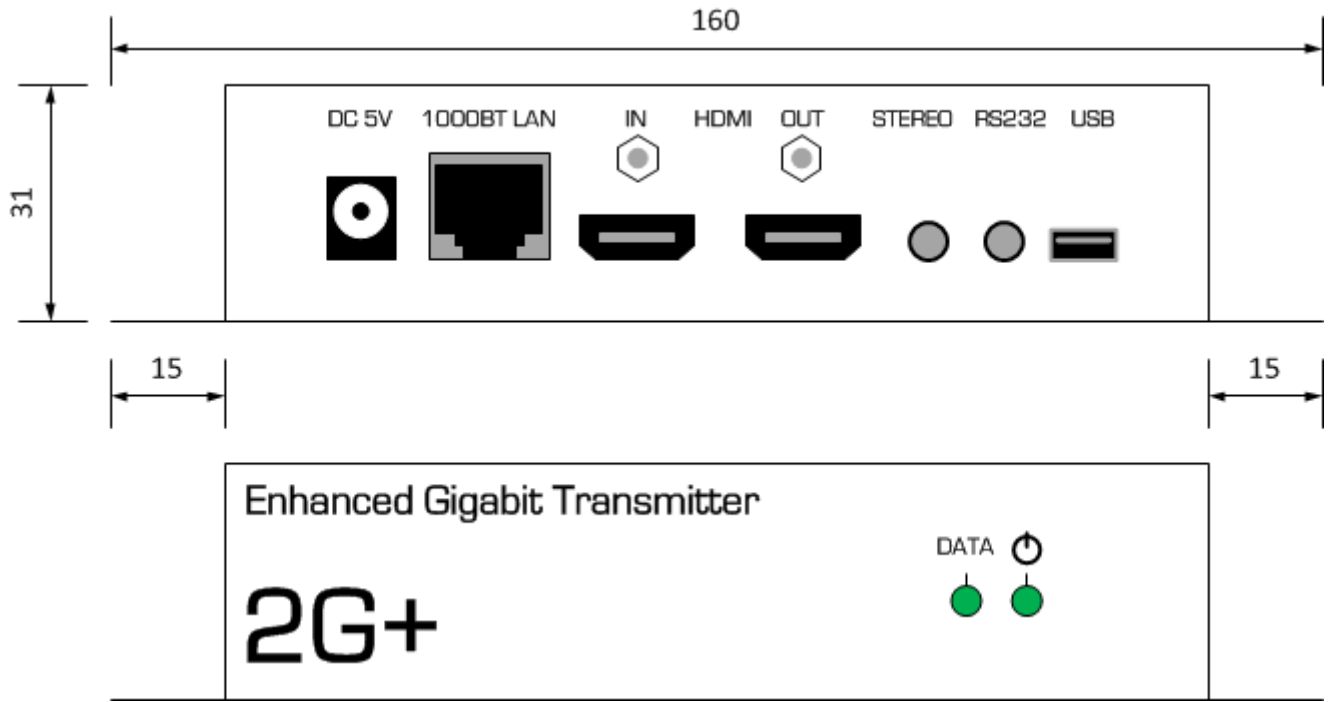 160
DC 5V 1000BT LAN IN HDMI OUT STEREO RS232 USB
31
15 15
Enhanced Gigabit Transmitter
DATA
2G+